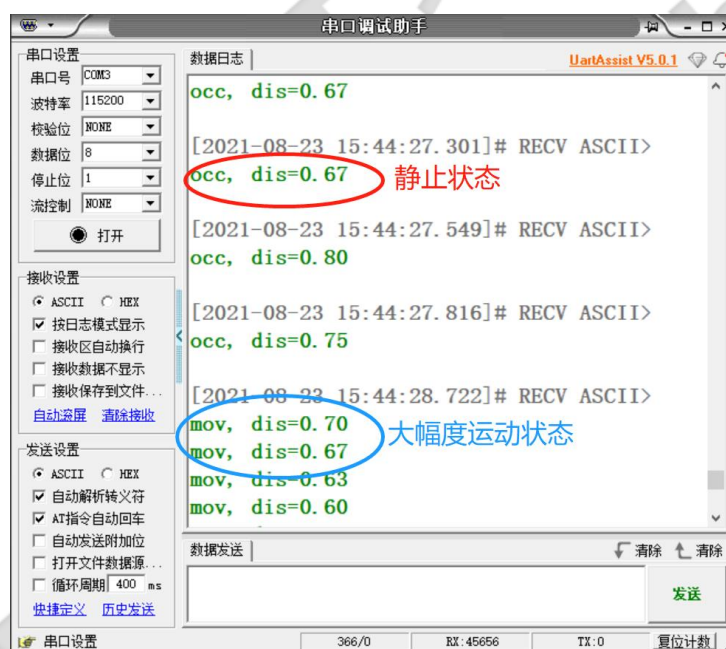 串口调试助手
串口设置
串口号 COM3
波特率 115200
校验位 NONE
数据位 8
停止位 1
流控制 NONE
打开
接收设置
ASCII HEX
按日志模式显示
接收区自动换行
接收数据不显示
接收保存到文件...
自动滚屏 清除接收
发送设置
ASCII HEX
自动解析转义符
AT指令自动回车
自动发送附加位
打开文件数据源...
循环周期 400 ms
快捷定义 历史发送
数据日志 UartAssist V5.0.1
occ, dis=0.67
[2021-08-23 15:44:27.301]# RECV ASCII>
occ, dis=0.67 静止状态
[2021-08-23 15:44:27.549]# RECV ASCII>
occ, dis=0.80
[2021-08-23 15:44:27.816]# RECV ASCII>
occ, dis=0.75
[2021-08-23 15:44:28.722]# RECV ASCII>
mov, dis=0.70
大幅度运动状态
mov, dis=0.67
mov, dis=0.63
mov, dis=0.60
数据发送 清除 清除
发送
串口设置 366/0 RX:45656 TX:0 复位计数